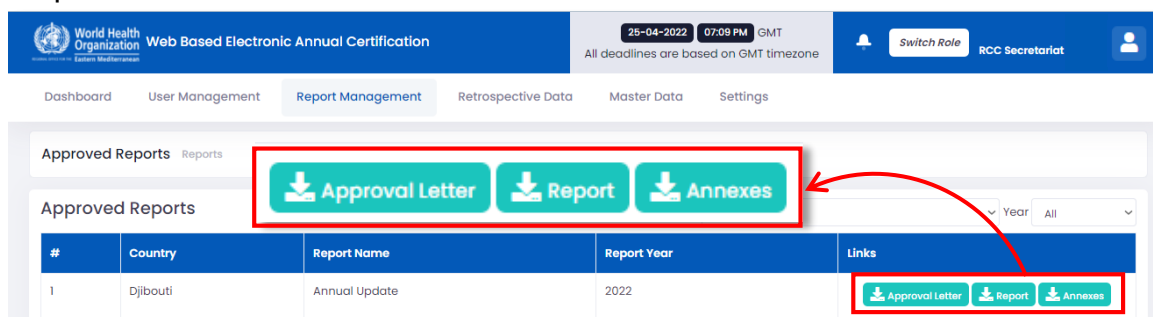 World Health
Organization
Web Based Electronic Annual Certification
25-04-2022 07:09 PM GMT
All deadlines are based on GMT timezone
Switch Role
RCC Secretariat
Dashboard User Management Report Management Retrospective Data Master Data Settings
Approved Reports Reports
Approval Letter Report Annexes
Approved Reports
Year All
# Country Report Name Report Year Links
1 Djibouti Annual Update 2022 Approval Letter Report Annexes